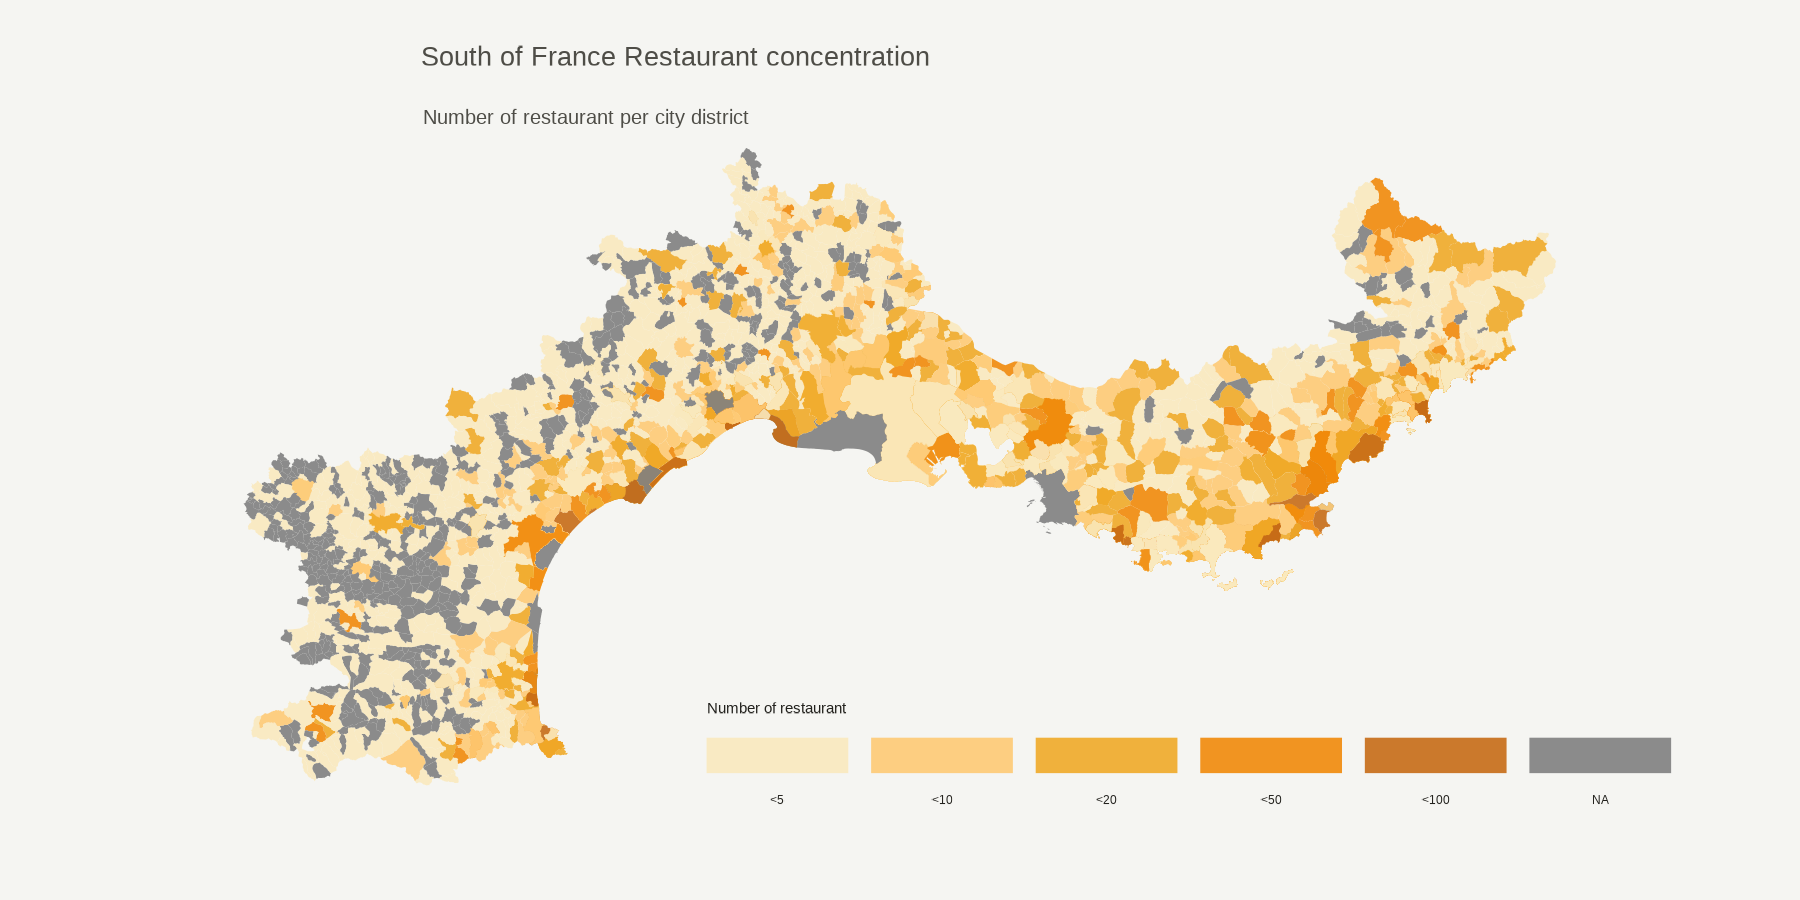 South of France Restaurant concentration
Number of restaurant per city district
Number of restaurant
<5 <10 <20 <50 <100 NA